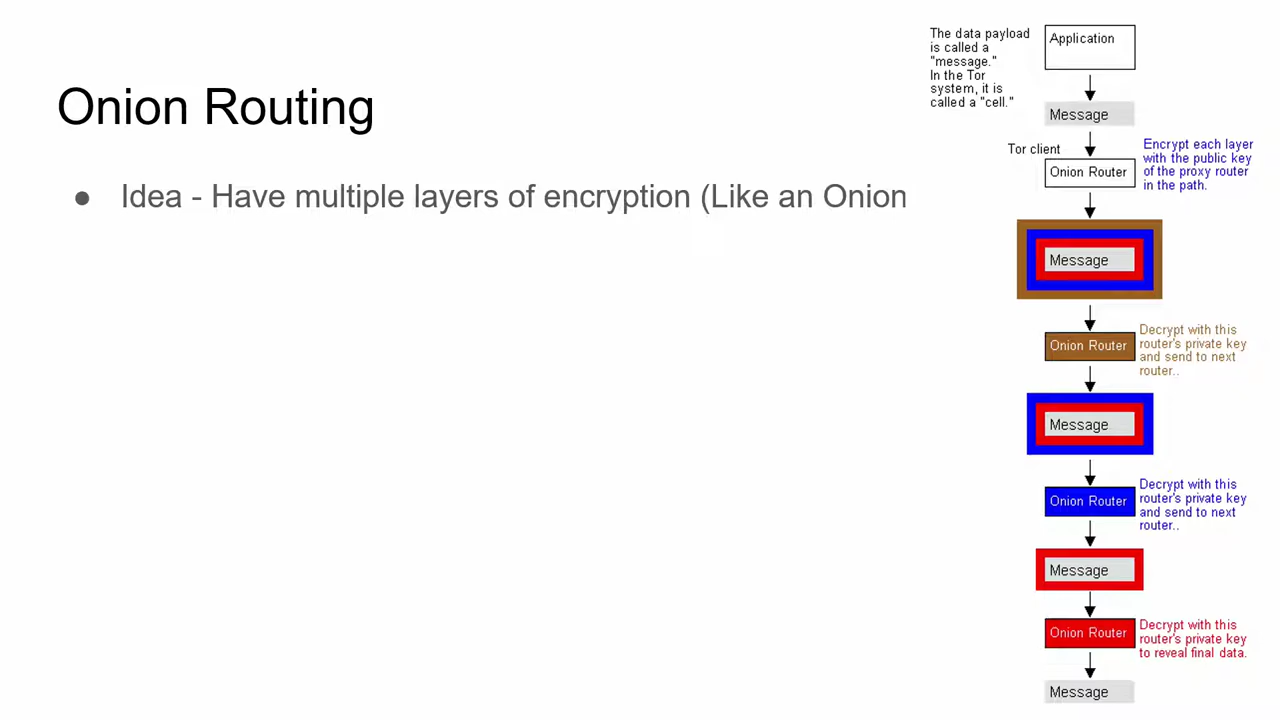 Onion Routing
● Idea - Have multiple layers of encryption (Like an Onion
The data payload
is called a
"message."
In the Tor
system, it is
called a "cell."
Application
Message
Tor client
Onion Router
Encrypt each layer
with the public key
of the proxy router
in the path.
Message
Onion Router
Decrypt with this
router's private key
and send to next
router..
Message
Onion Router
Decrypt with this
router's private key
and send to next
router..
Message
Onion Router
Decrypt with this
router's private key
to reveal final data.
Message